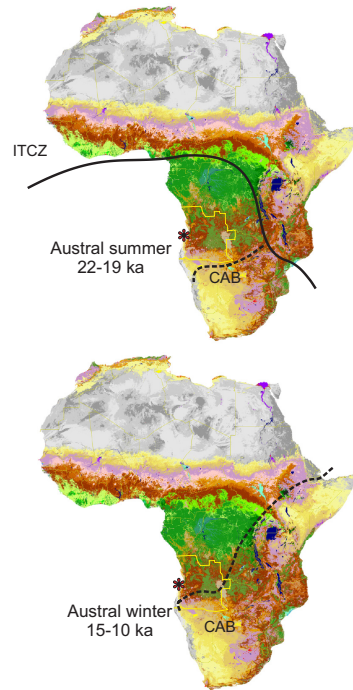 ITCZ
Austral summer
22-19 ka
CAB
Austral winter
15-10 ka
CAB